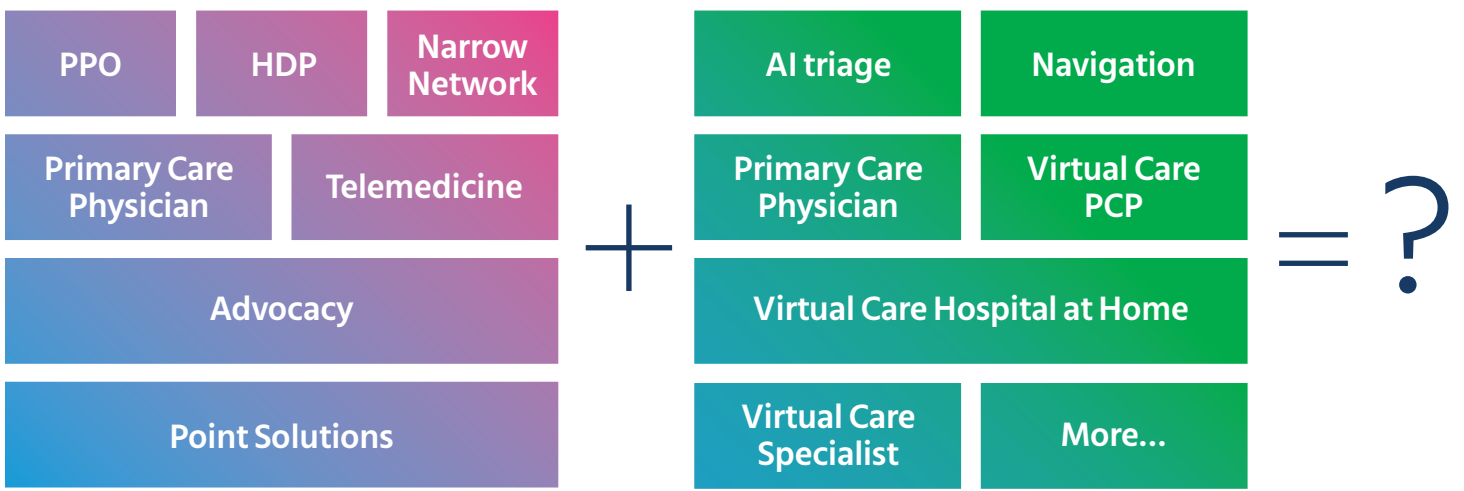 PPO
HDP
Narrow
Network
Primary Care
Physician
Telemedicine
Advocacy
Point Solutions
+
AI triage
Navigation
Primary Care
Physician
Virtual Care
PCP
Virtual Care Hospital at Home
Virtual Care
Specialist
More...
= ?